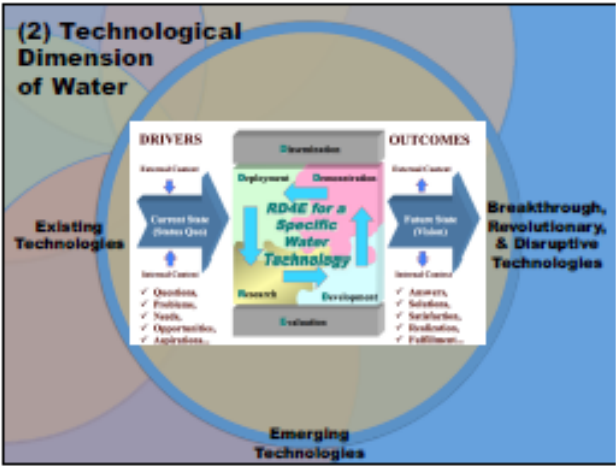 (2) Technological
Dimension
of Water
DRIVERS
External Context
Current State
(Status Quo)
Internal Context
✓ Questions,
✓ Problems,
✓ Needs,
✓ Opportunities,
✓ Aspirations...
Dissemination
Deployment
Demonstration
RD4E for a
Specific
Water
Technology
Research
Development
Evaluation
OUTCOMES
External Context
Future State
(Vision)
Internal Context
✓ Answers,
✓ Solutions,
✓ Satisfaction,
✓ Realization,
✓ Fulfillment...
Existing
Technologies
Breakthrough,
Revolutionary,
& Disruptive
Technologies
Emerging
Technologies